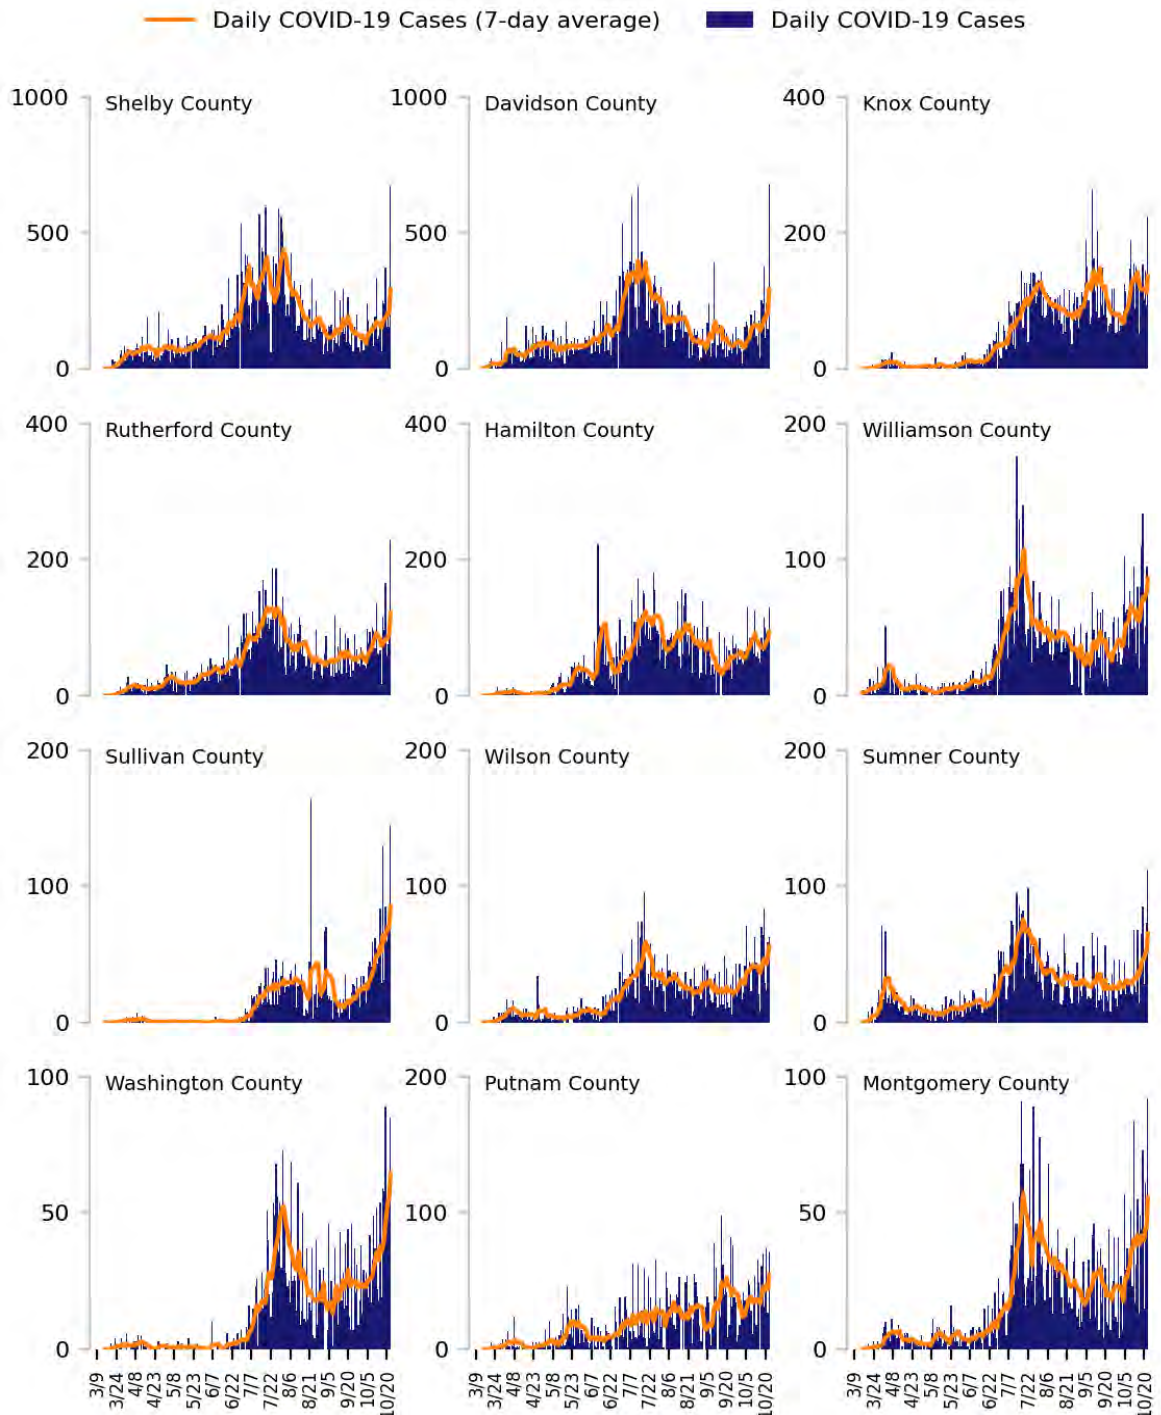 Daily COVID-19 Cases (7-day average) Daily COVID-19 Cases
1000 Shelby County
500
0
1000 Davidson County
500
0
400 Knox County
200
0
400 Rutherford County
200
0
400 Hamilton County
200
0
200 Williamson County
100
0
200 Sullivan County
100
0
200 Wilson County
100
0
200 Sumner County
100
0
100 Washington County
50
0
3/9 3/24 4/8 4/23 5/8 5/23 6/7 6/22 7/7 7/22 8/6 8/21 9/5 9/20 10/5 10/20
200 Putnam County
100
0
3/9 3/24 4/8 4/23 5/8 5/23 6/7 6/22 7/7 7/22 8/6 8/21 9/5 9/20 10/5 10/20
100 Montgomery County
50
0
3/9 3/24 4/8 4/23 5/8 5/23 6/7 6/22 7/7 7/22 8/6 8/21 9/5 9/20 10/5 10/20